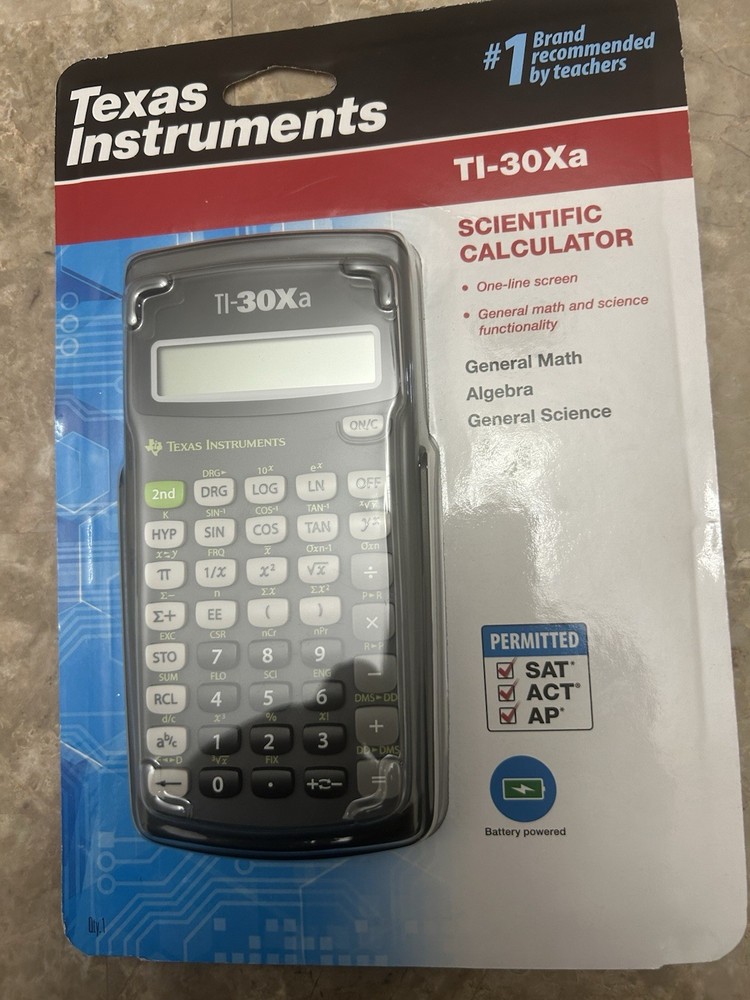 Texas
Instruments
#1 Brand
recommended
by teachers
TI-30Xa
SCIENTIFIC
CALCULATOR
• One-line screen
• General math and science
functionality
General Math
Algebra
General Science
TI-30Xa
TEXAS INSTRUMENTS
ON/C
DRG► 10ˣ eˣ
2nd DRG LOG LN OFF
K SIN⁻¹ COS⁻¹ TAN⁻¹ ˣ√y
HYP SIN COS TAN yˣ
x⇄y FRQ x̅ σxn-1 σxn
π 1/x x² √x ÷
Σ- n Σx Σx² P►R
Σ+ EE ( ) ×
EXC CSR nCr nPr R►P
STO 7 8 9 −
SUM FLO SCI ENG DMS►DD
RCL 4 5 6 +
d/c x³ % x! DD►DMS
aᵇ/c 1 2 3 =
◄►D ³√x FIX
← 0 . +⇄−
PERMITTED
SAT*
ACT*
AP*
Battery powered
Qty. 1